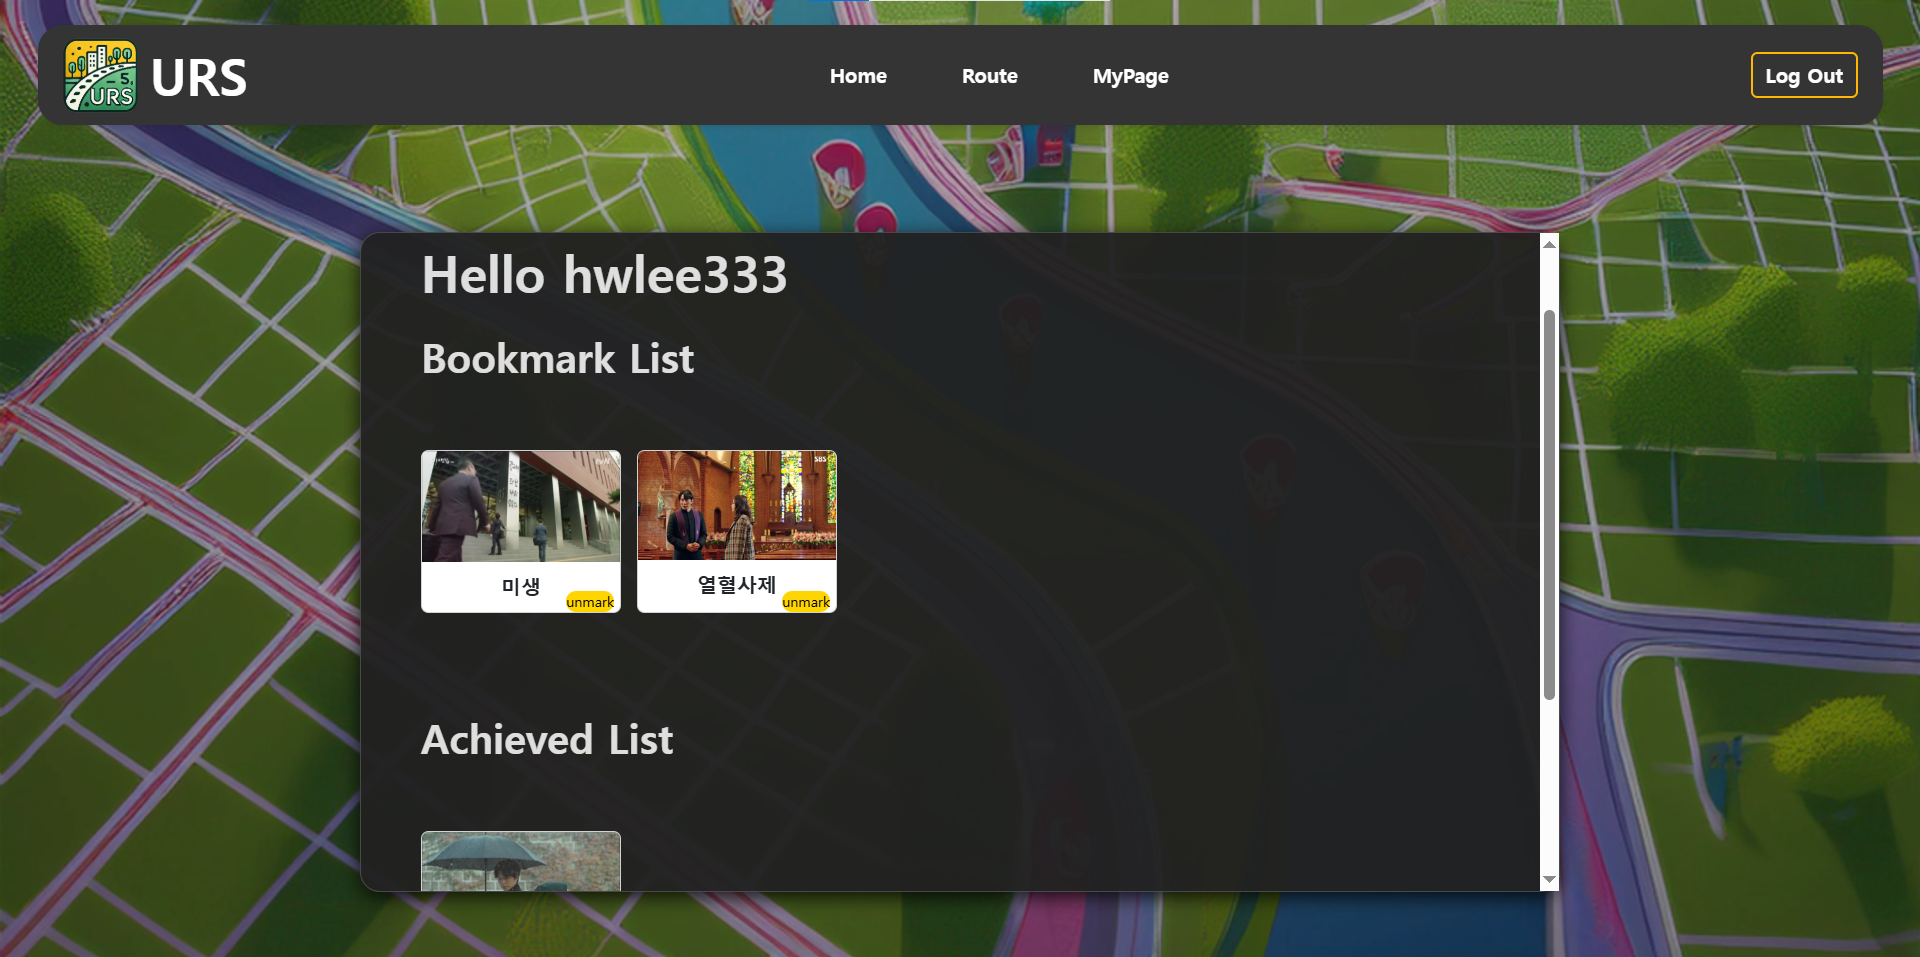 URS
5.
URS
Home
Route
MyPage
Log Out
Hello hwlee333
Bookmark List
SBS
미생
unmark
열혈사제
unmark
Achieved List